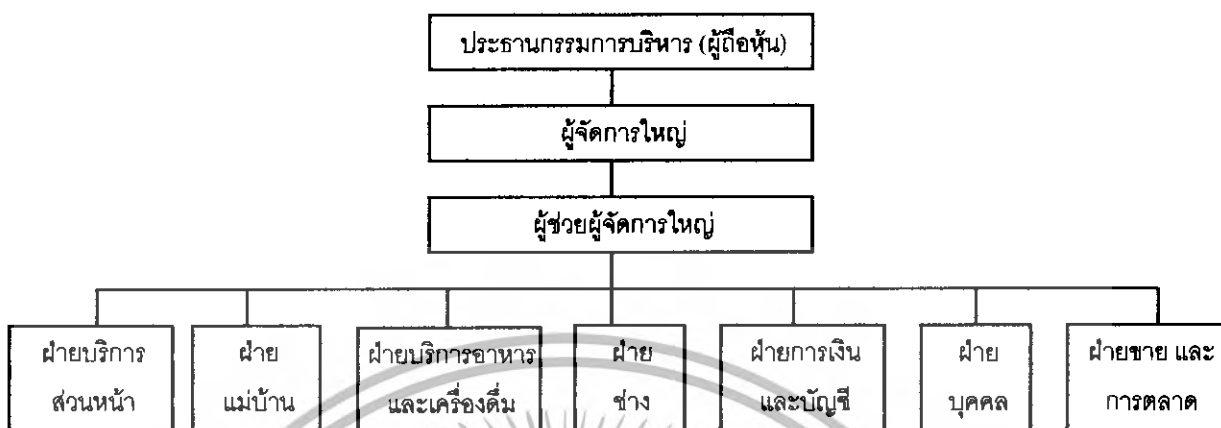 ประธานกรรมการบริหาร (ผู้ถือหุ้น)
ผู้จัดการใหญ่
ผู้ช่วยผู้จัดการใหญ่
ฝ่ายบริการ
ส่วนหน้า
ฝ่าย
แม่บ้าน
ฝ่ายบริการอาหาร
และเครื่องดื่ม
ฝ่าย
ช่าง
ฝ่ายการเงิน
และบัญชี
ฝ่าย
บุคคล
ฝ่ายขาย และ
การตลาด